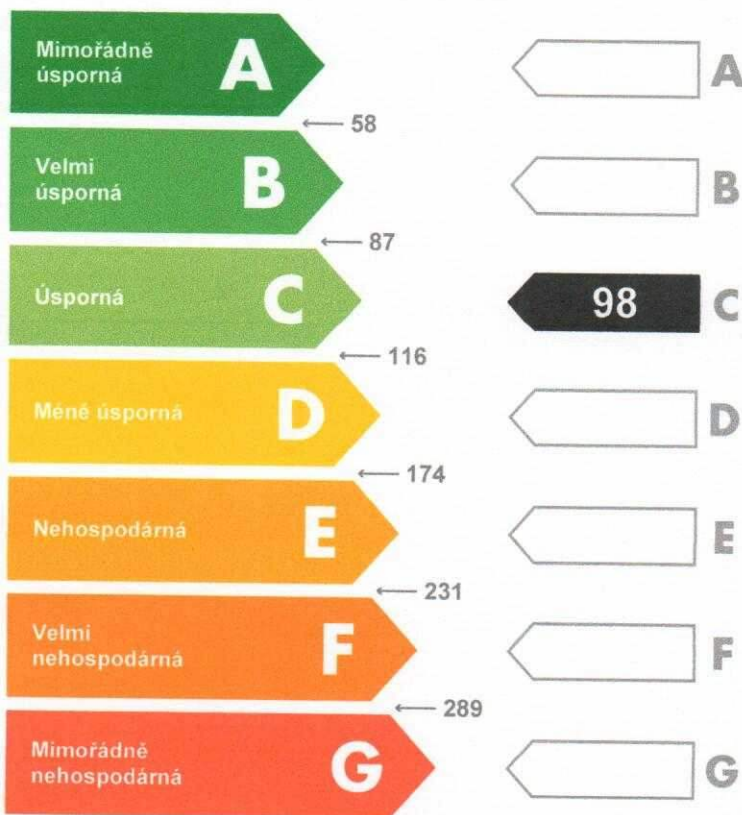 Mimořádně
úsporná
A
A
← 58
Velmi
úsporná
B
B
← 87
Úsporná
C
98
C
← 116
Méně úsporná
D
D
← 174
Nehospodárná
E
E
← 231
Velmi
nehospodárná
F
F
← 289
Mimořádně
nehospodárná
G
G